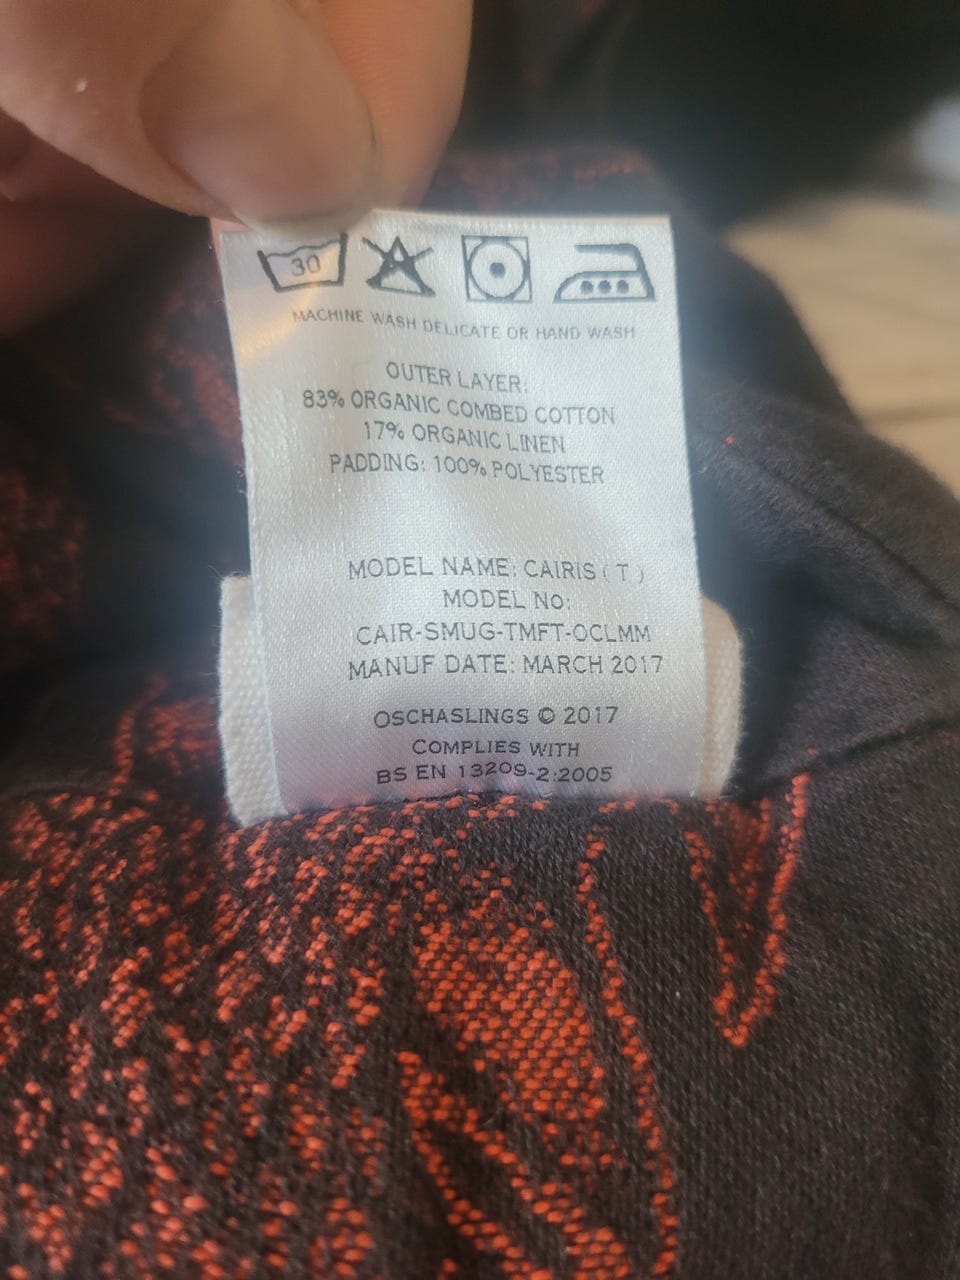 30
MACHINE WASH DELICATE OR HAND WASH
OUTER LAYER:
83% ORGANIC COMBED COTTON
17% ORGANIC LINEN
PADDING: 100% POLYESTER
MODEL NAME: CAIRIS ( T )
MODEL NO:
CAIR-SMUG-TMFT-OCLMM
MANUF DATE: MARCH 2017
OSCHASLINGS © 2017
COMPLIES WITH
BS EN 13209-2:2005